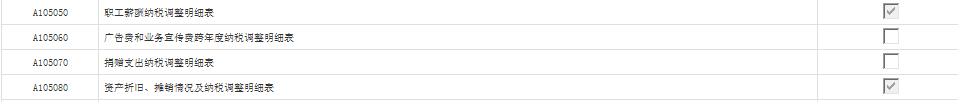 A105050 职工薪酬纳税调整明细表
A105060 广告费和业务宣传费跨年度纳税调整明细表
A105070 捐赠支出纳税调整明细表
A105080 资产折旧、摊销情况及纳税调整明细表